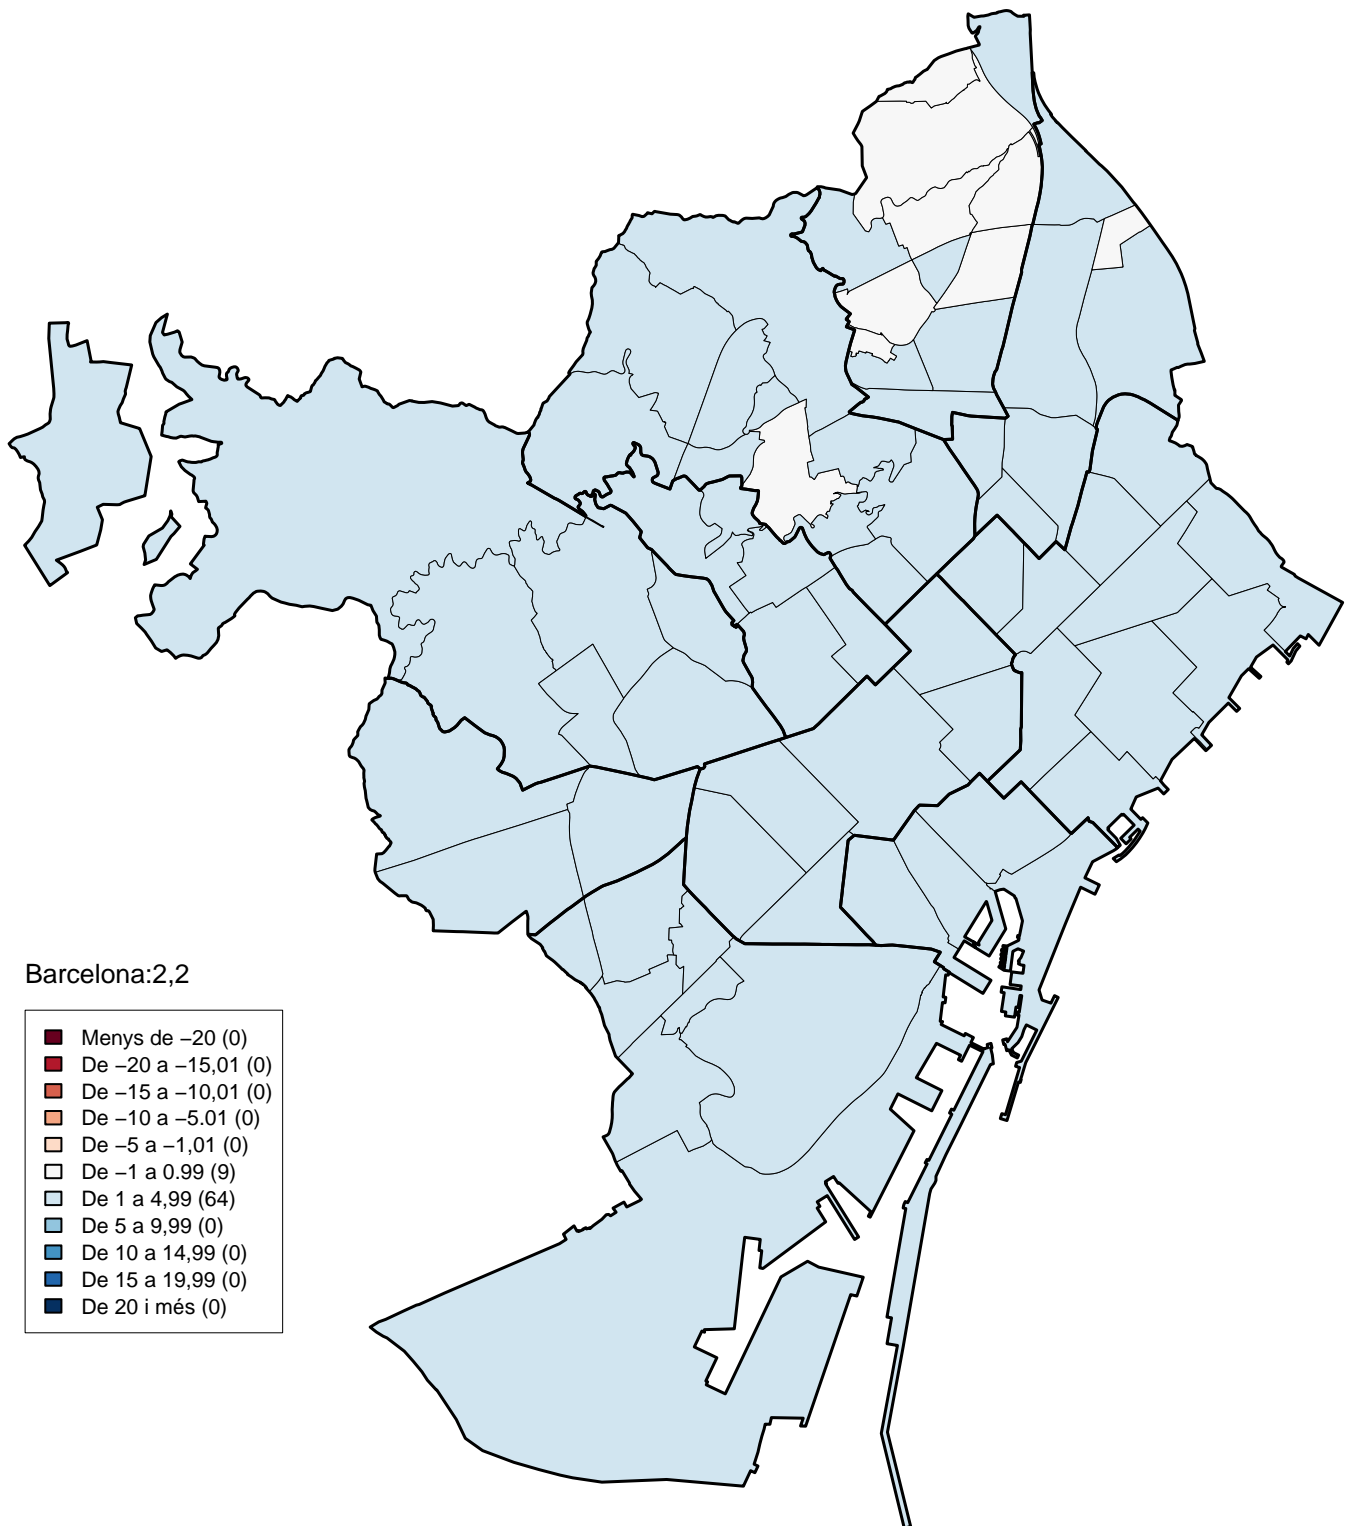 Barcelona:2,2
Menys de −20 (0)
De −20 a −15,01 (0)
De −15 a −10,01 (0)
De −10 a −5.01 (0)
De −5 a −1,01 (0)
De −1 a 0.99 (9)
De 1 a 4,99 (64)
De 5 a 9,99 (0)
De 10 a 14,99 (0)
De 15 a 19,99 (0)
De 20 i més (0)